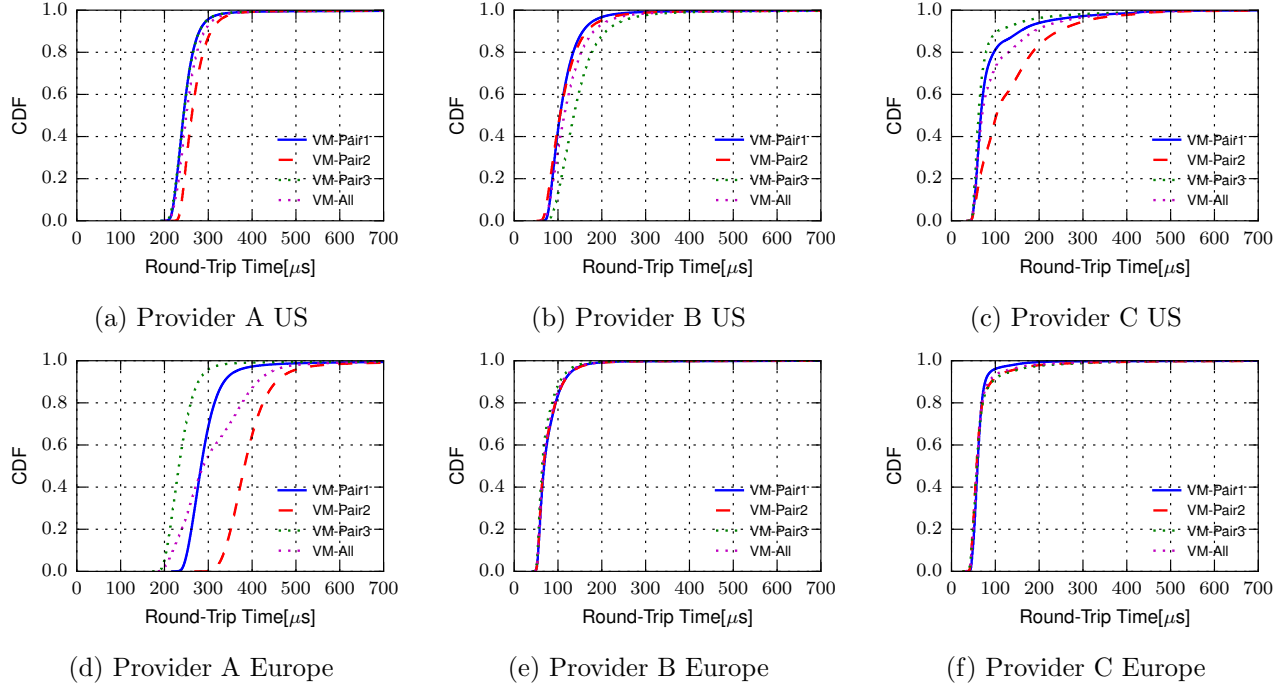 1.0
0.8
0.6
0.4
0.2
0.0
CDF
VM-Pair1
VM-Pair2
VM-Pair3
VM-All
0 100 200 300 400 500 600 700
Round-Trip Time[μs]
(a) Provider A US
1.0
0.8
0.6
0.4
0.2
0.0
CDF
VM-Pair1
VM-Pair2
VM-Pair3
VM-All
0 100 200 300 400 500 600 700
Round-Trip Time[μs]
(b) Provider B US
1.0
0.8
0.6
0.4
0.2
0.0
CDF
VM-Pair1
VM-Pair2
VM-Pair3
VM-All
0 100 200 300 400 500 600 700
Round-Trip Time[μs]
(c) Provider C US
1.0
0.8
0.6
0.4
0.2
0.0
CDF
VM-Pair1
VM-Pair2
VM-Pair3
VM-All
0 100 200 300 400 500 600 700
Round-Trip Time[μs]
(d) Provider A Europe
1.0
0.8
0.6
0.4
0.2
0.0
CDF
VM-Pair1
VM-Pair2
VM-Pair3
VM-All
0 100 200 300 400 500 600 700
Round-Trip Time[μs]
(e) Provider B Europe
1.0
0.8
0.6
0.4
0.2
0.0
CDF
VM-Pair1
VM-Pair2
VM-Pair3
VM-All
0 100 200 300 400 500 600 700
Round-Trip Time[μs]
(f) Provider C Europe